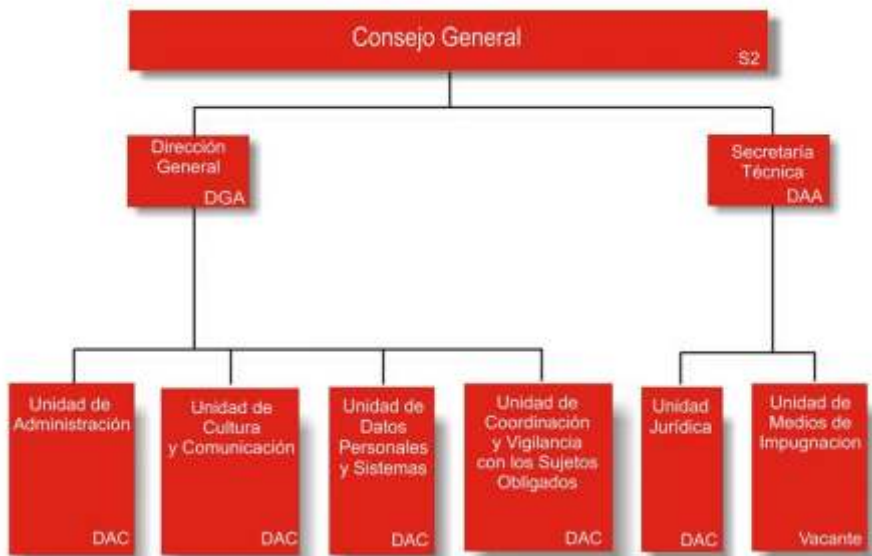 Consejo General
S2
Dirección
General
DGA
Secretaría
Técnica
DAA
Unidad de
Administración
DAC
Unidad de
Cultura
y Comunicación
DAC
Unidad de
Datos
Personales
y Sistemas
DAC
Unidad de
Coordinación
y Vigilancia
con los Sujetos
Obligados
DAC
Unidad
Jurídica
DAC
Unidad de
Medios de
Impugnacion
Vacante